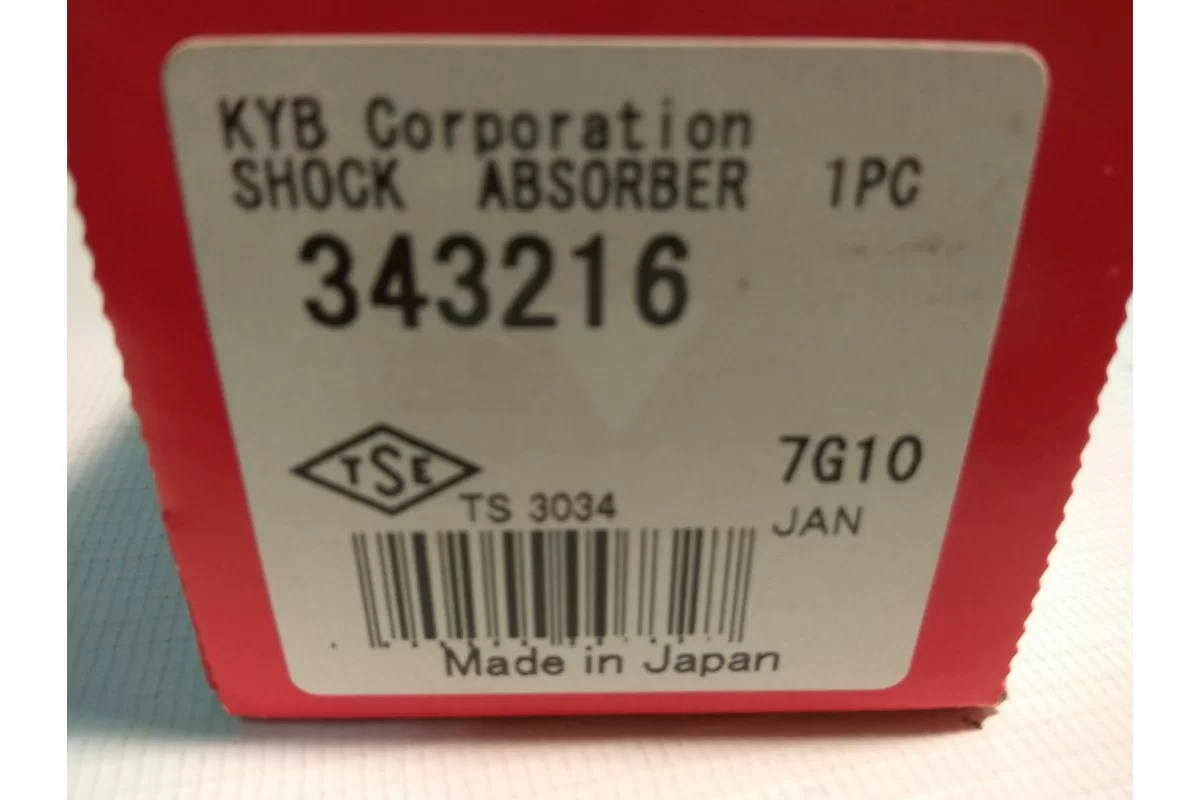 KYB Corporation
SHOCK ABSORBER 1PC
343216
TSE
TS 3034
7G10
JAN
Made in Japan